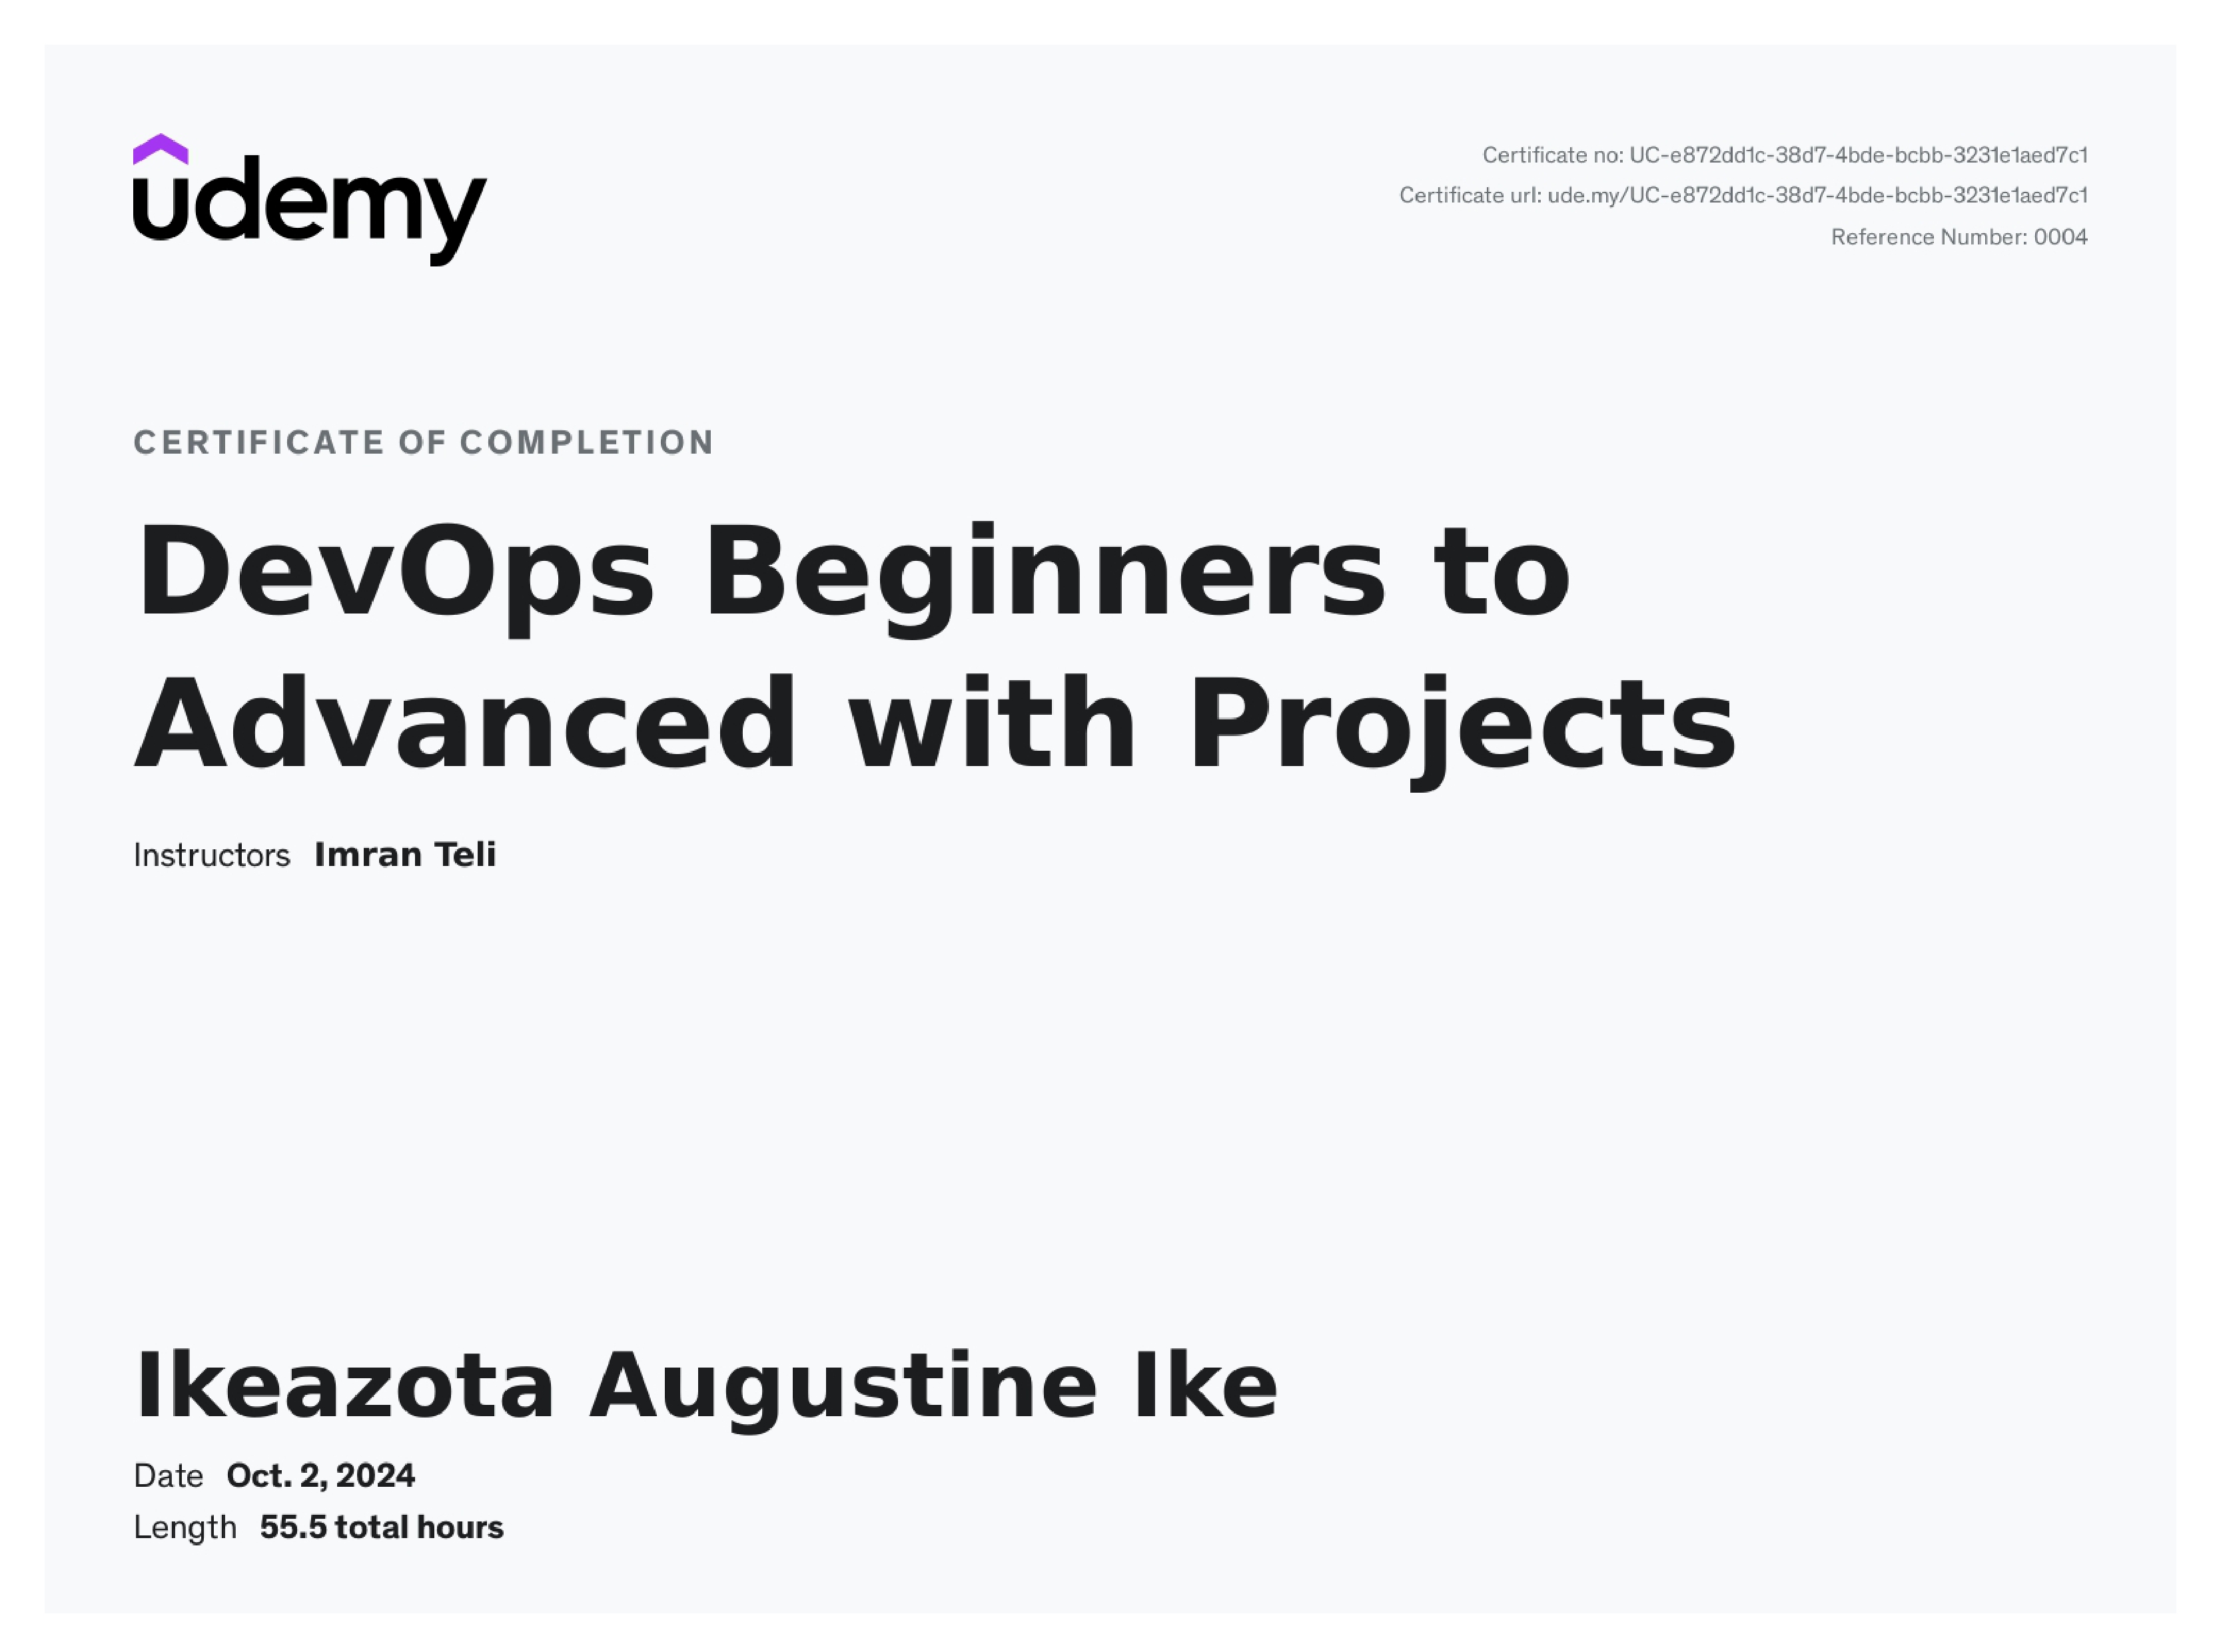 udemy
Certificate no: UC-e872dd1c-38d7-4bde-bcbb-3231e1aed7c1
Certificate url: ude.my/UC-e872dd1c-38d7-4bde-bcbb-3231e1aed7c1
Reference Number: 0004
CERTIFICATE OF COMPLETION
DevOps Beginners to
Advanced with Projects
Instructors Imran Teli
Ikeazota Augustine Ike
Date Oct. 2, 2024
Length 55.5 total hours